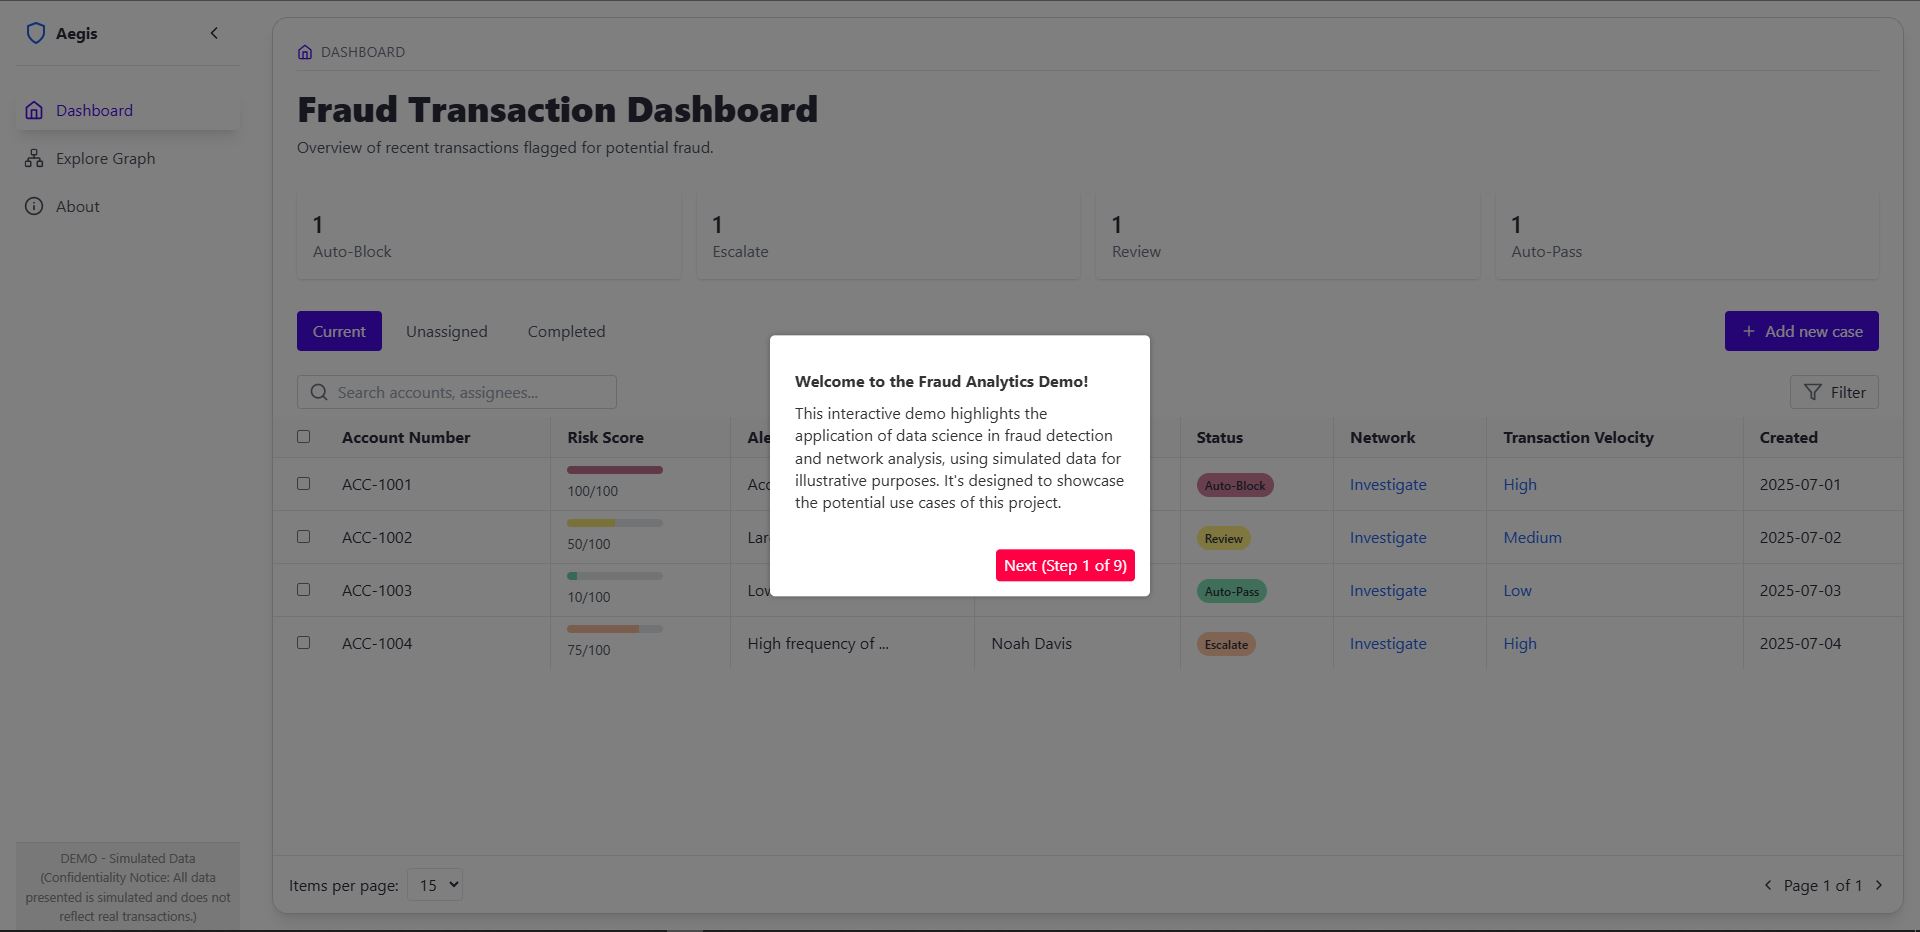 Aegis
Dashboard
Explore Graph
About
DEMO - Simulated Data
(Confidentiality Notice: All data
presented is simulated and does not
reflect real transactions.)
DASHBOARD
Fraud Transaction Dashboard
Overview of recent transactions flagged for potential fraud.
1
Auto-Block
1
Escalate
1
Review
1
Auto-Pass
Current Unassigned Completed
+ Add new case
Search accounts, assignees...
Filter
Account Number Risk Score Ale Status Network Transaction Velocity Created
ACC-1001 100/100 Acc Auto-Block Investigate High 2025-07-01
ACC-1002 50/100 Lar Review Investigate Medium 2025-07-02
ACC-1003 10/100 Low Auto-Pass Investigate Low 2025-07-03
ACC-1004 75/100 High frequency of ... Noah Davis Escalate Investigate High 2025-07-04
Welcome to the Fraud Analytics Demo!
This interactive demo highlights the
application of data science in fraud detection
and network analysis, using simulated data for
illustrative purposes. It's designed to showcase
the potential use cases of this project.
Next (Step 1 of 9)
Items per page: 15
Page 1 of 1